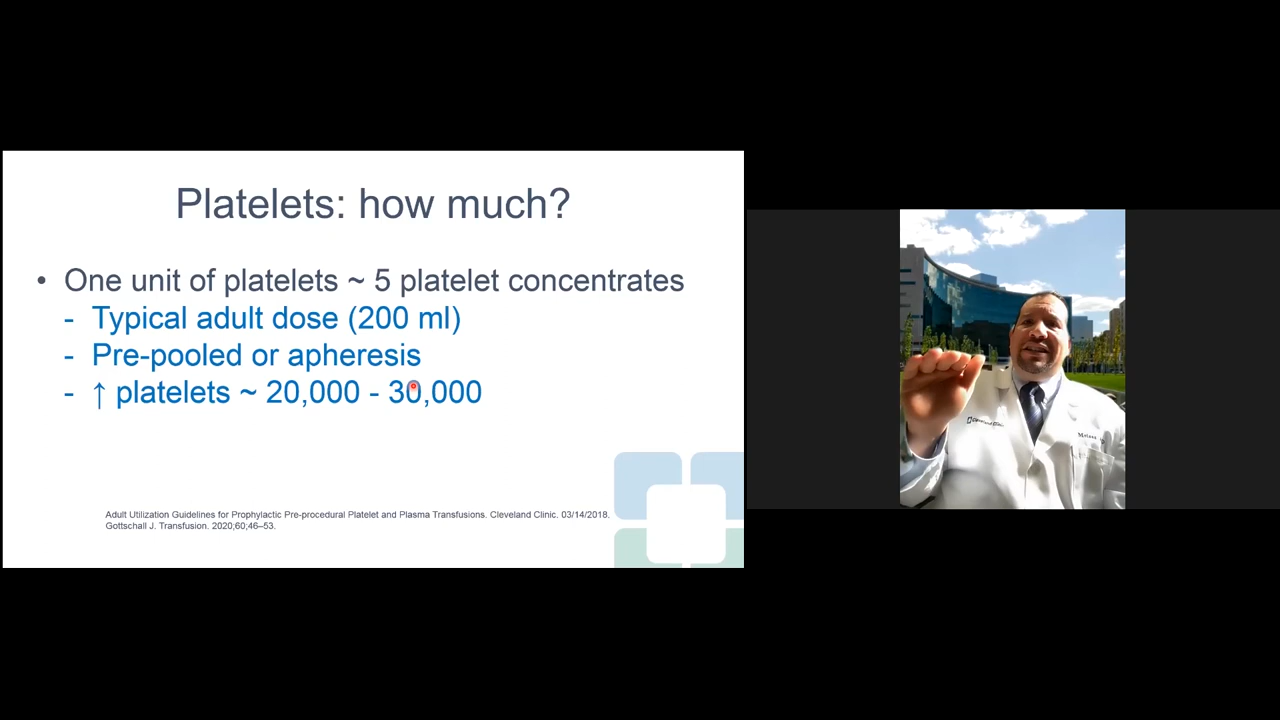 Platelets: how much?
• One unit of platelets ~ 5 platelet concentrates
- Typical adult dose (200 ml)
- Pre-pooled or apheresis
- ↑ platelets ~ 20,000 - 30,000
Adult Utilization Guidelines for Prophylactic Pre-procedural Platelet and Plasma Transfusions. Cleveland Clinic. 03/14/2018.
Gottschall J. Transfusion. 2020;60;46–53.